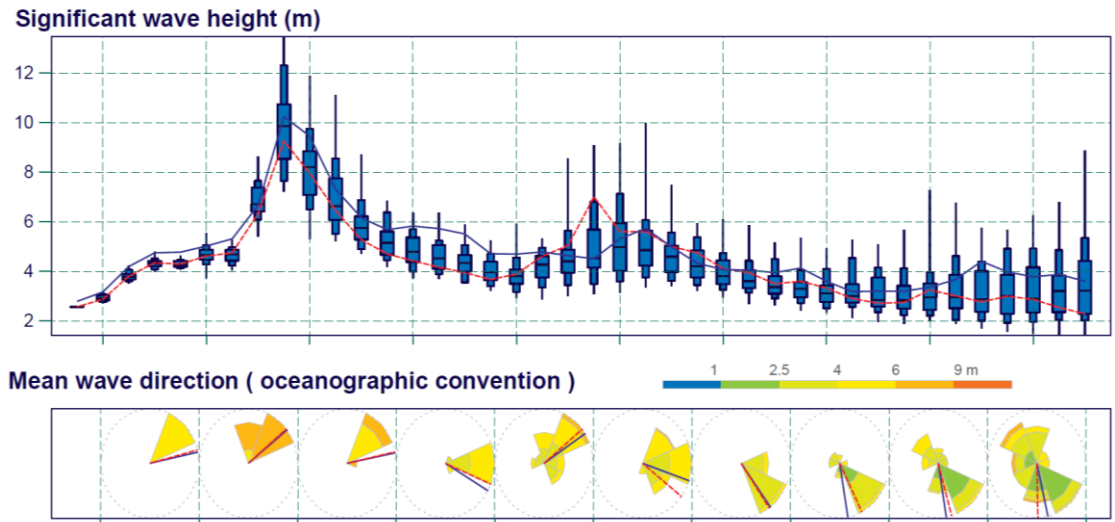 Significant wave height (m)
12
10
8
6
4
2
Mean wave direction ( oceanographic convention )
1 2.5 4 6 9 m